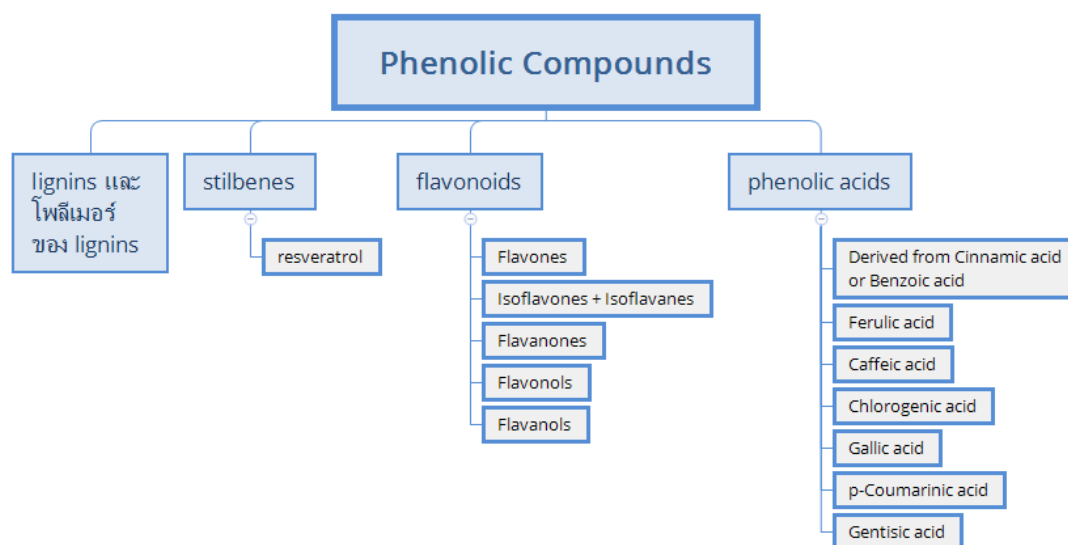 Phenolic Compounds
lignins และ
โพลีเมอร์
ของ lignins
stilbenes
resveratrol
flavonoids
Flavones
Isoflavones + Isoflavanes
Flavanones
Flavonols
Flavanols
phenolic acids
Derived from Cinnamic acid
or Benzoic acid
Ferulic acid
Caffeic acid
Chlorogenic acid
Gallic acid
p-Coumarinic acid
Gentisic acid